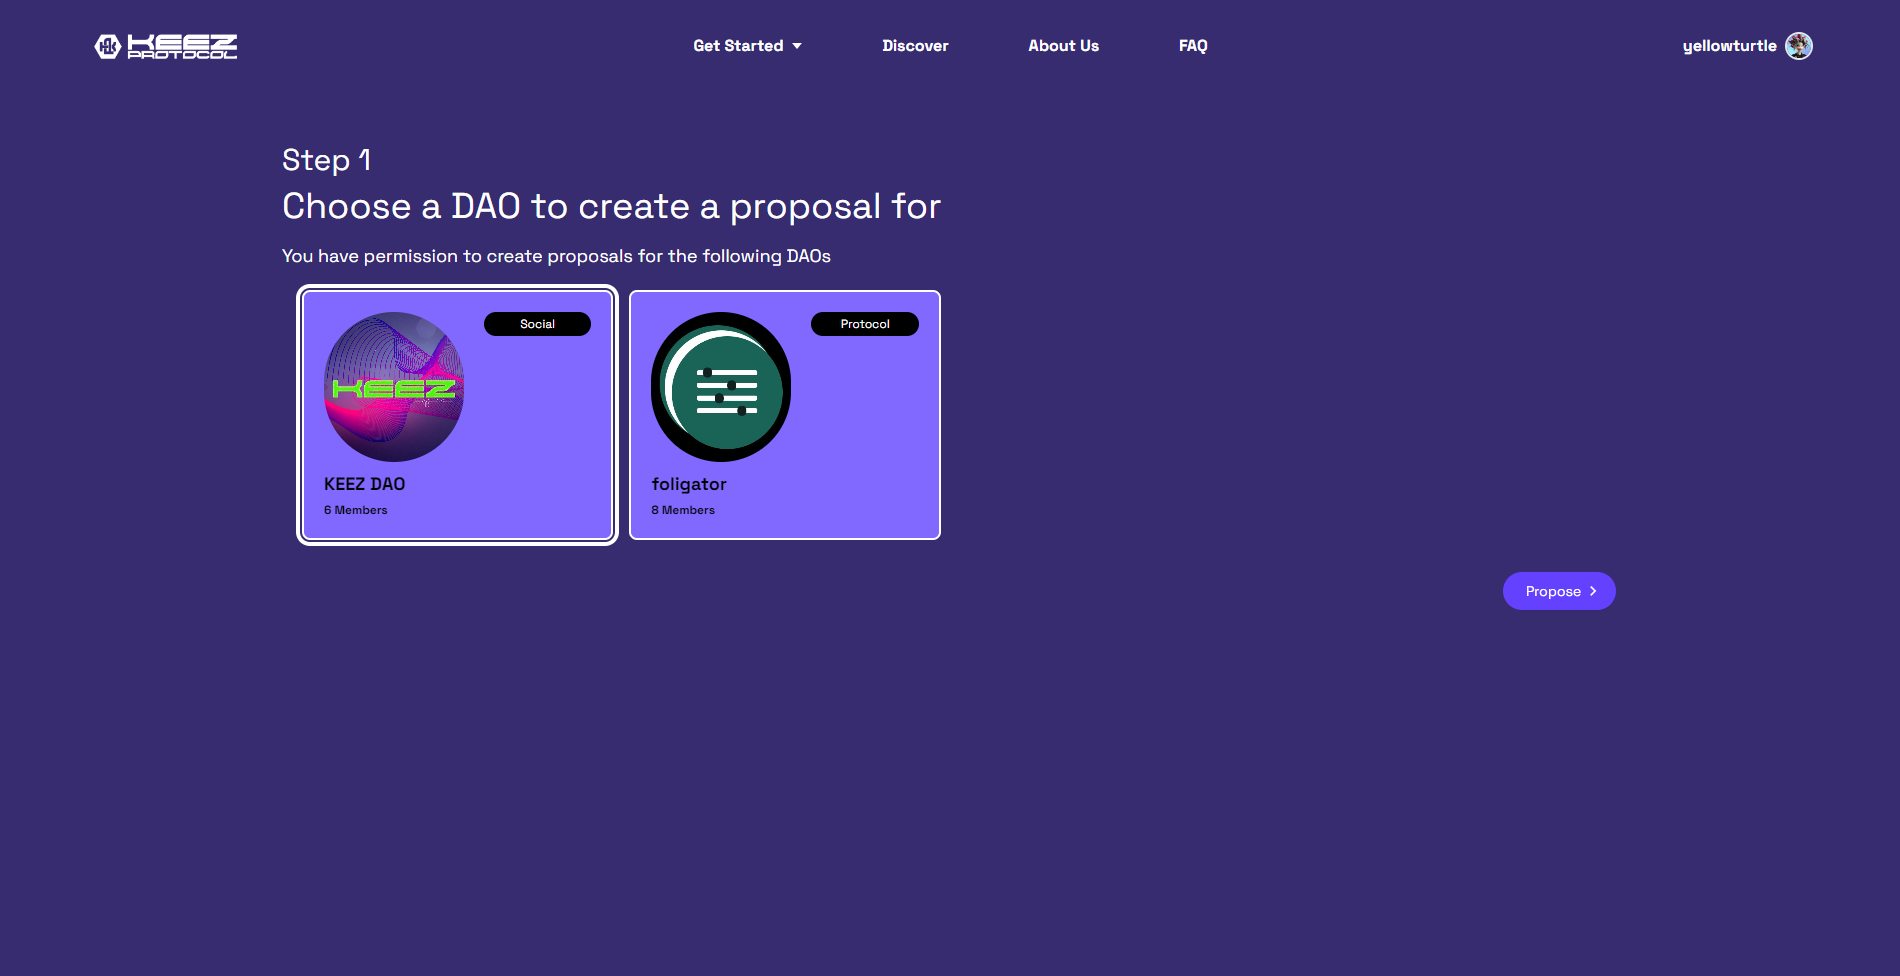 KEEZ
PROTOCOL
Get Started
Discover
About Us
FAQ
yellowturtle
Step 1
Choose a DAO to create a proposal for
You have permission to create proposals for the following DAOs
Social
KEEZ
KEEZ DAO
6 Members
Protocol
foligator
8 Members
Propose